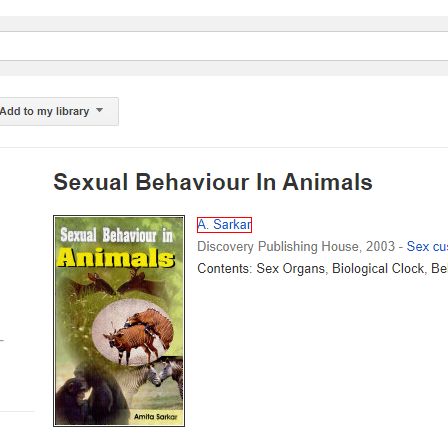 Add to my library
Sexual Behaviour In Animals
Sexual Behaviour in
Animals
Amita Sarkar
A. Sarkar
Discovery Publishing House, 2003 - Sex cus
Contents: Sex Organs, Biological Clock, Be